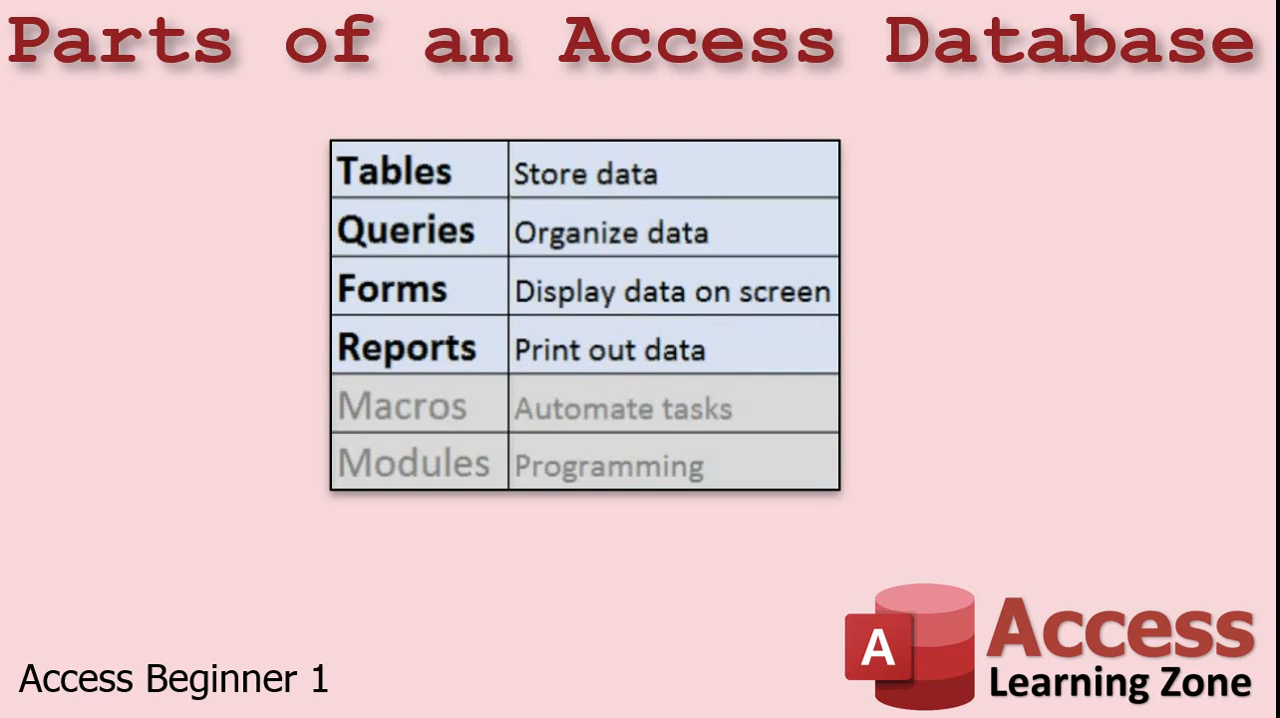 Parts of an Access Database
Tables Store data
Queries Organize data
Forms Display data on screen
Reports Print out data
Macros Automate tasks
Modules Programming
Access Beginner 1
A
Access
Learning Zone